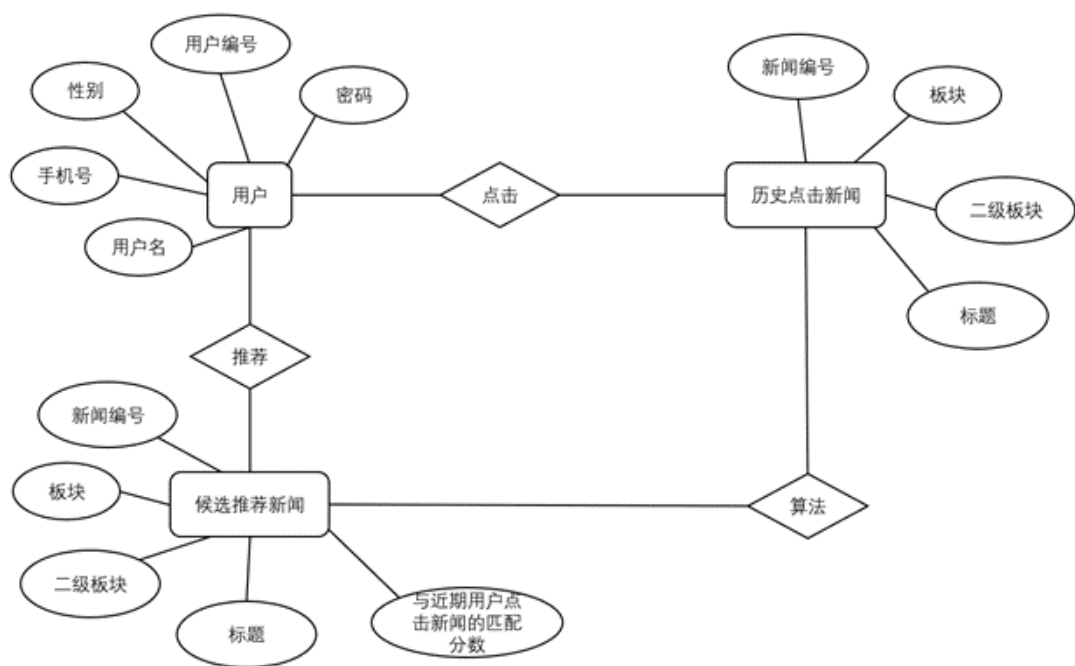 用户编号
性别
密码
手机号
用户
用户名
点击
新闻编号
板块
历史点击新闻
二级板块
标题
推荐
新闻编号
板块
候选推荐新闻
二级板块
标题
与近期用户点
击新闻的匹配
分数
算法